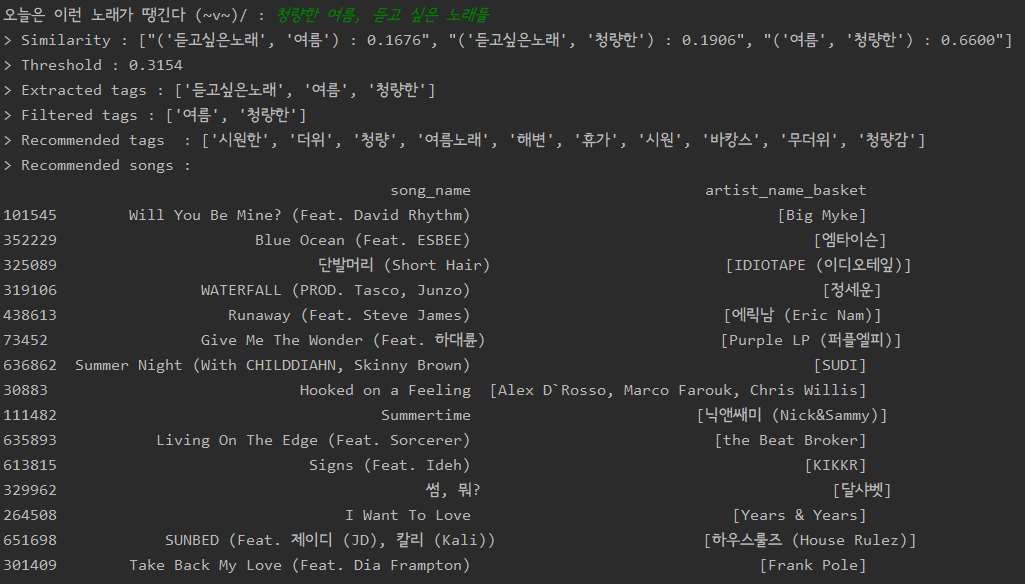 오늘은 이런 노래가 땡긴다 (~v~)/ : 청량한 여름, 듣고 싶은 노래들
> Similarity : ["('듣고싶은노래', '여름') : 0.1676", "('듣고싶은노래', '청량한') : 0.1906", "('여름', '청량한') : 0.6600"]
> Threshold : 0.3154
> Extracted tags : ['듣고싶은노래', '여름', '청량한']
> Filtered tags : ['여름', '청량한']
> Recommended tags  : ['시원한', '더위', '청량', '여름노래', '해변', '휴가', '시원', '바캉스', '무더위', '청량감']
> Recommended songs :
song_name artist_name_basket
101545 Will You Be Mine? (Feat. David Rhythm) [Big Myke]
352229 Blue Ocean (Feat. ESBEE) [엠타이슨]
325089 단발머리 (Short Hair) [IDIOTAPE (이디오테잎)]
319106 WATERFALL (PROD. Tasco, Junzo) [정세운]
438613 Runaway (Feat. Steve James) [에릭남 (Eric Nam)]
73452 Give Me The Wonder (Feat. 하대륜) [Purple LP (퍼플엘피)]
636862 Summer Night (With CHILDDIAHN, Skinny Brown) [SUDI]
30883 Hooked on a Feeling [Alex D`Rosso, Marco Farouk, Chris Willis]
111482 Summertime [닉앤쌔미 (Nick&Sammy)]
635893 Living On The Edge (Feat. Sorcerer) [the Beat Broker]
613815 Signs (Feat. Ideh) [KIKKR]
329962 썸, 뭐? [달샤벳]
264508 I Want To Love [Years & Years]
651698 SUNBED (Feat. 제이디 (JD), 칼리 (Kali)) [하우스룰즈 (House Rulez)]
301409 Take Back My Love (Feat. Dia Frampton) [Frank Pole]